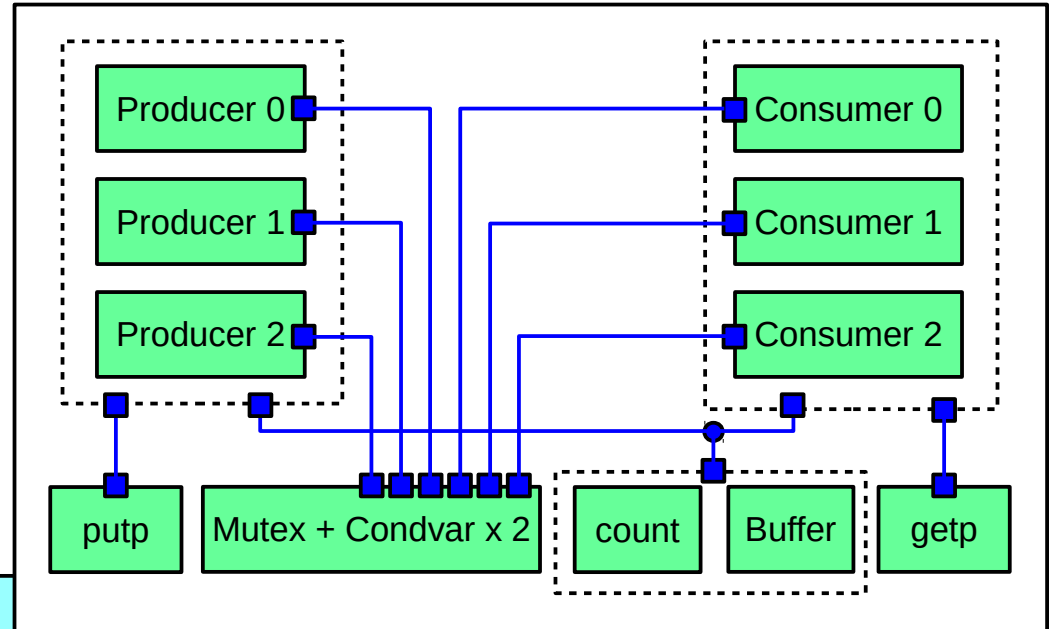 Producer 0
Consumer 0
Producer 1
Consumer 1
Producer 2
Consumer 2
putp
Mutex + Condvar x 2
count
Buffer
getp